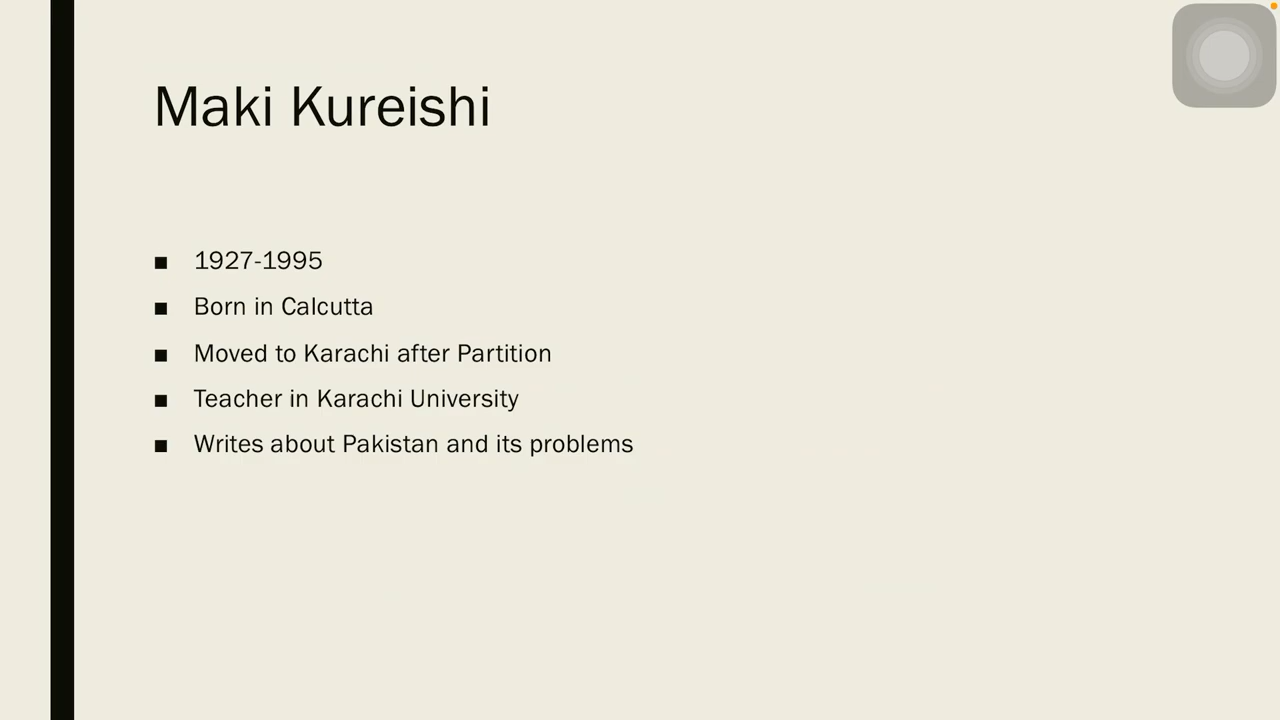 Maki Kureishi
■ 1927-1995
■ Born in Calcutta
■ Moved to Karachi after Partition
■ Teacher in Karachi University
■ Writes about Pakistan and its problems